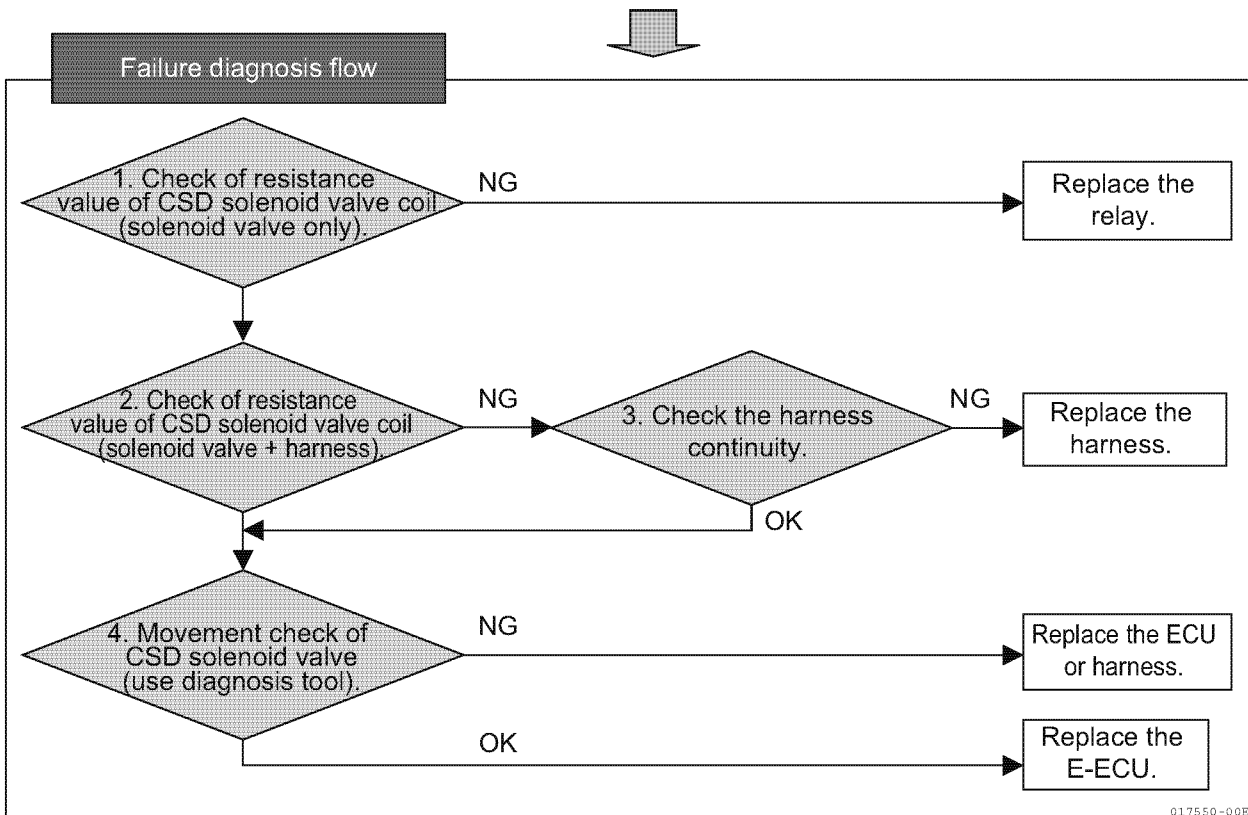 Failure diagnosis flow
1. Check of resistance
value of CSD solenoid valve coil
(solenoid valve only).
NG
Replace the
relay.
2. Check of resistance
value of CSD solenoid valve coil
(solenoid valve + harness).
NG
3. Check the harness
continuity.
NG
Replace the
harness.
OK
4. Movement check of
CSD solenoid valve
(use diagnosis tool).
NG
Replace the ECU
or harness.
OK
Replace the
E-ECU.
017550-00E